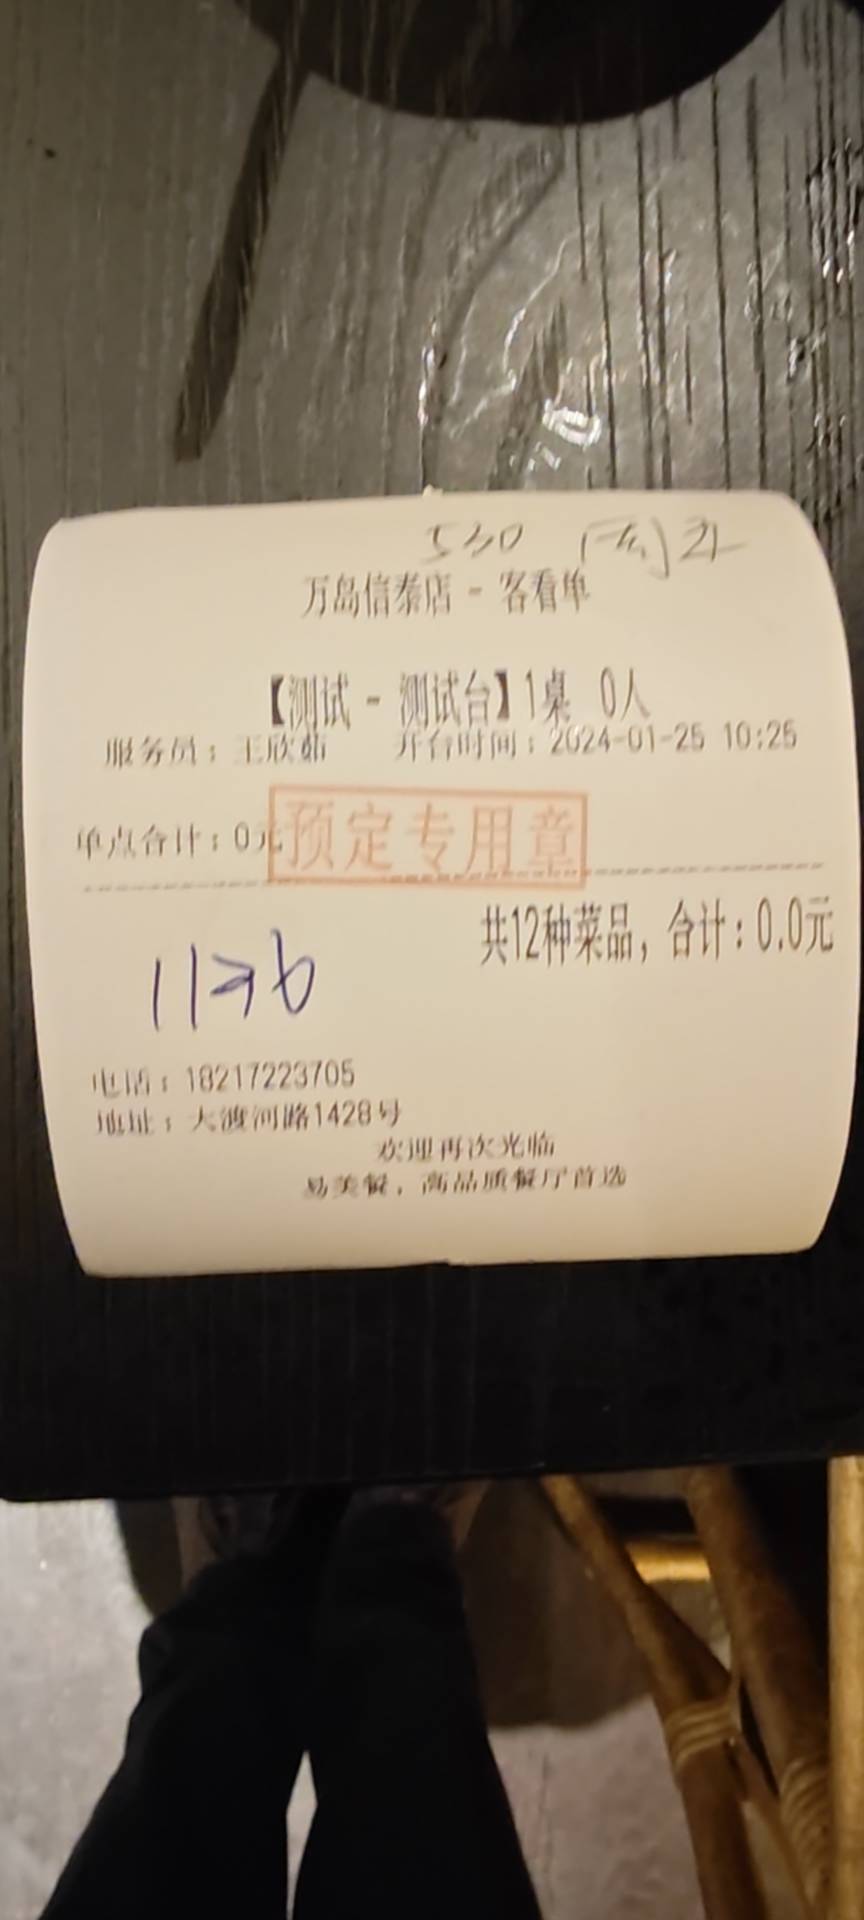 530
万岛信泰店 - 客看单
【测试 - 测试台】1桌 0人
服务员：王欣茹 开台时间：2024-01-25 10:25
单点合计：0元
预定专用章
共12种菜品，合计：0.0元
电话：18217223705
地址：大渡河路1428号
欢迎再次光临
易美餐，高品质餐厅首选